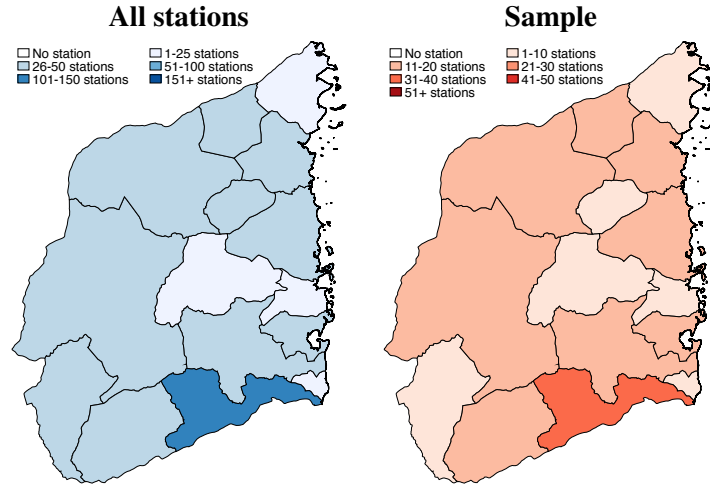 All stations
No station 1-25 stations
26-50 stations 51-100 stations
101-150 stations 151+ stations
Sample
No station 1-10 stations
11-20 stations 21-30 stations
31-40 stations 41-50 stations
51+ stations